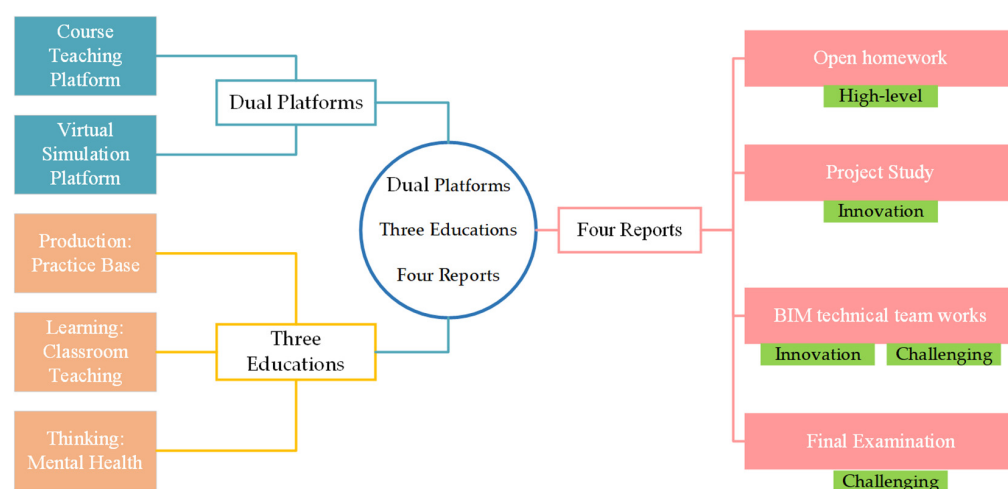 Course
Teaching
Platform
Virtual
Simulation
Platform
Dual Platforms
Production:
Practice Base
Learning:
Classroom
Teaching
Thinking:
Mental Health
Three
Educations
Dual Platforms
Three Educations
Four Reports
Four Reports
Open homework
High-level
Project Study
Innovation
BIM technical team works
Innovation
Challenging
Final Examination
Challenging